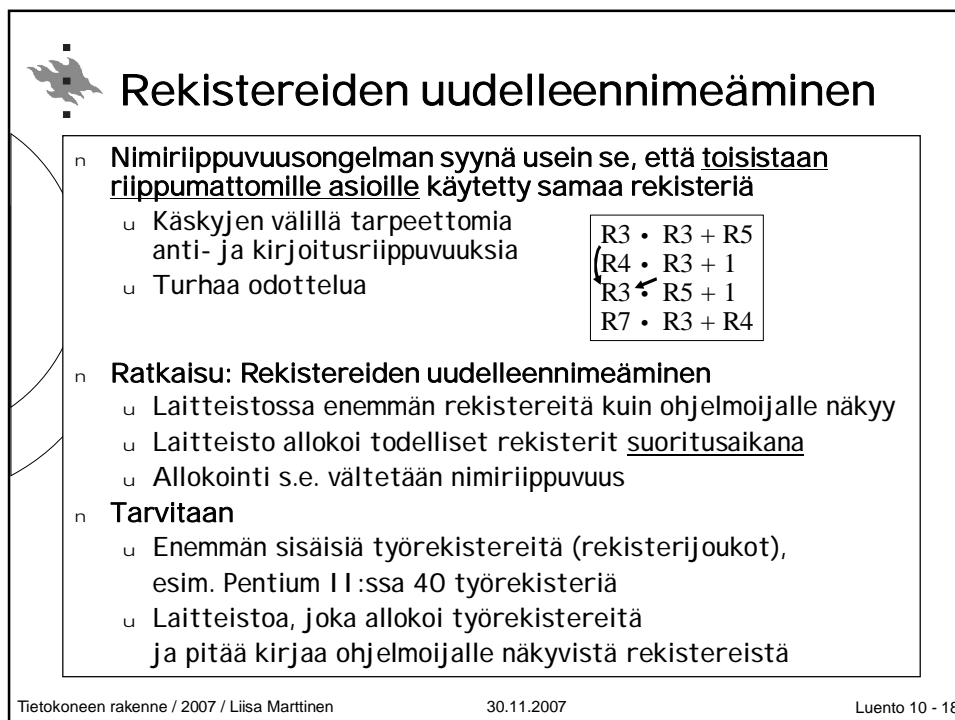 Rekistereiden uudelleennimeäminen
n Nimiriippuvuusongelman syynä usein se, että toisistaan
riippumattomille asioille käytetty samaa rekisteriä
u Käskyjen välillä tarpeettomia
anti- ja kirjoitusriippuvuuksia
u Turhaa odottelua
R3 • R3 + R5
R4 • R3 + 1
R3 • R5 + 1
R7 • R3 + R4
n Ratkaisu: Rekistereiden uudelleennimeäminen
u Laitteistossa enemmän rekistereitä kuin ohjelmoijalle näkyy
u Laitteisto allokoi todelliset rekisterit suoritusaikana
u Allokointi s.e. vältetään nimiriippuvuus
n Tarvitaan
u Enemmän sisäisiä työrekistereitä (rekisterijoukot),
esim. Pentium II:ssa 40 työrekisteriä
u Laitteistoa, joka allokoi työrekistereitä
ja pitää kirjaa ohjelmoijalle näkyvistä rekistereistä
Tietokoneen rakenne / 2007 / Liisa Marttinen 30.11.2007 Luento 10 - 18